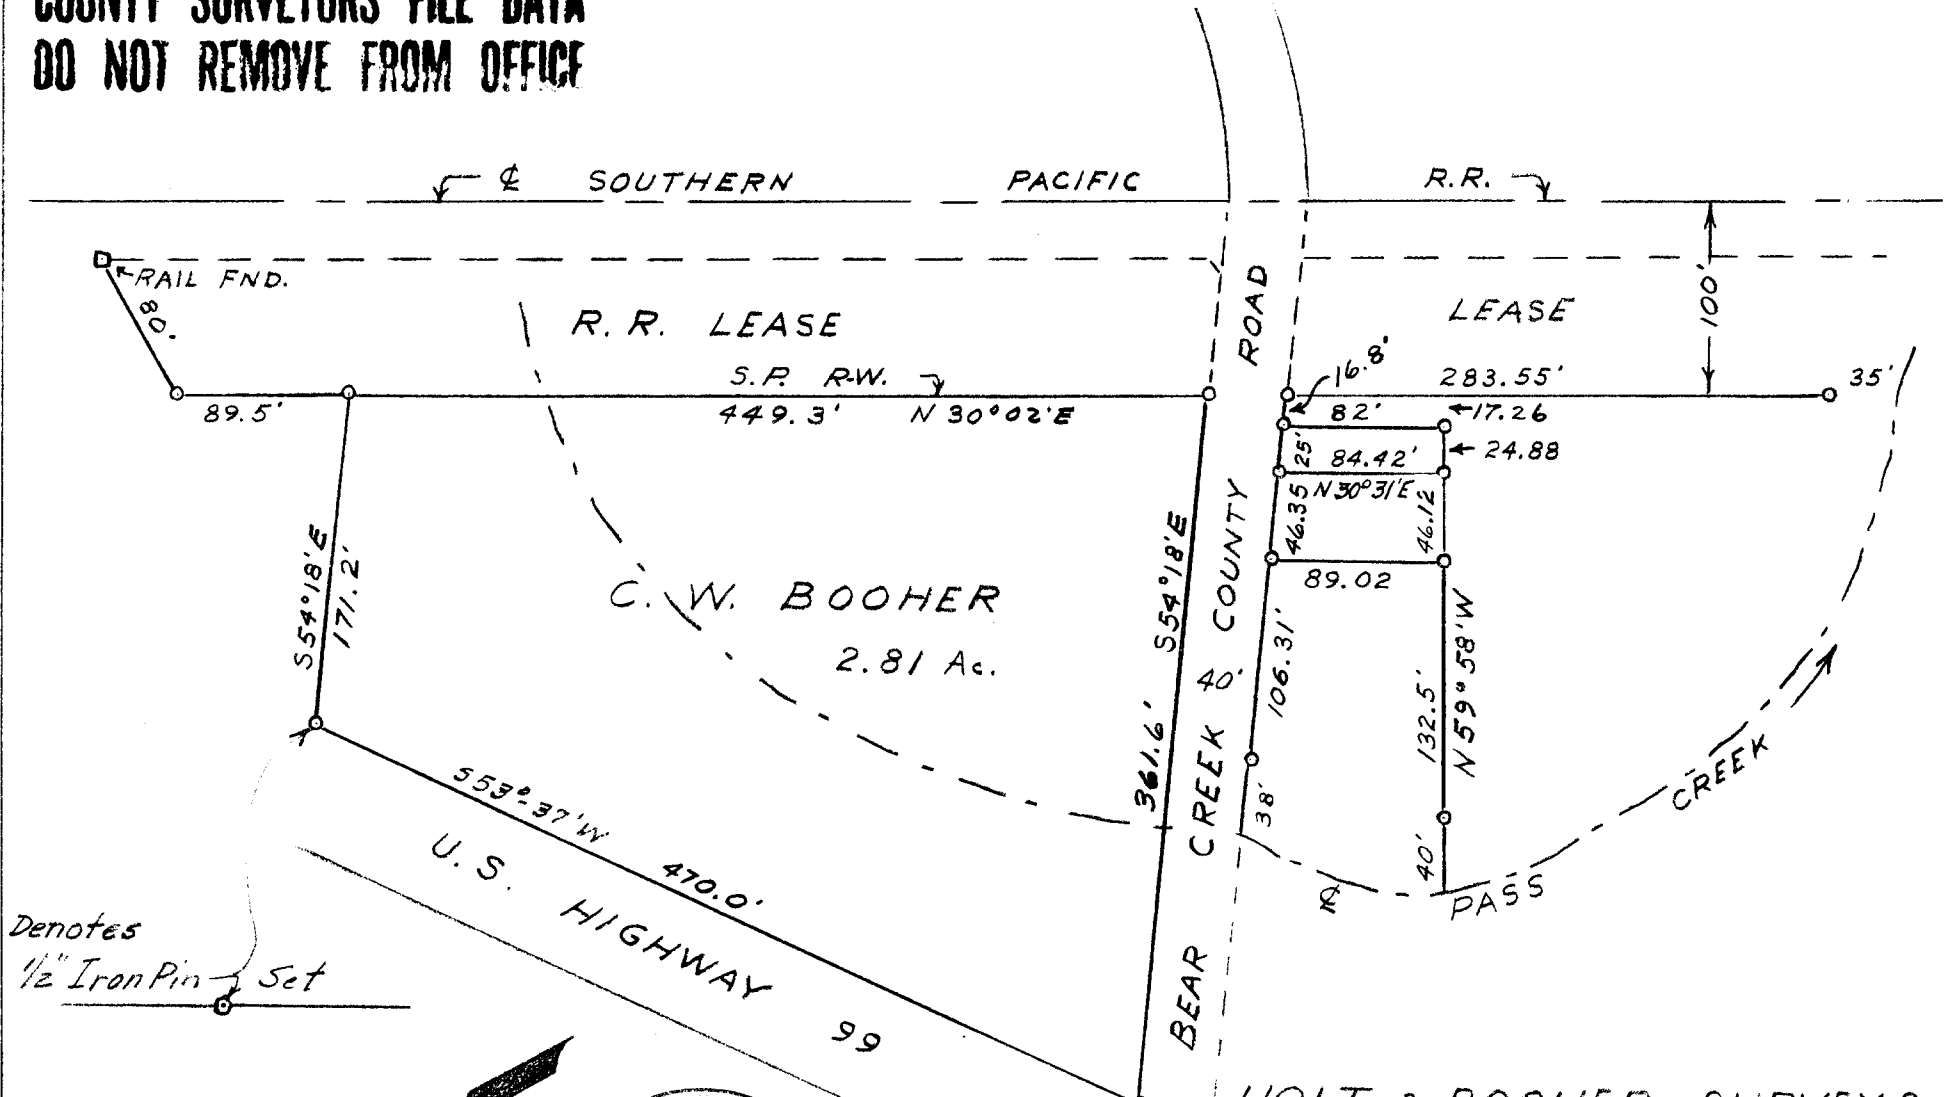 COUNTY SURVEYORS FILE DATA
DO NOT REMOVE FROM OFFICE
℄ SOUTHERN PACIFIC R.R.
RAIL FND.
80'
R. R. LEASE
ROAD
LEASE
100'
S.P. R-W.
16.8'
283.55'
35'
89.5'
449.3' N 30°02'E
82'
17.26
25'
84.42'
24.88
N 30°31'E
46.35
46.12
S54°18'E
171.2'
S54°18'E
361.6'
C. W. BOOHER
2.81 Ac.
COUNTY
40'
CREEK
BEAR
89.02
106.31'
38'
132.5'
N 59°58'W
40'
CREEK
℄
PASS
S53°-37'W
470.0'
U.S. HIGHWAY 99
Denotes
1/2" Iron Pin Set
HOLT & BOOHER SURVEYS